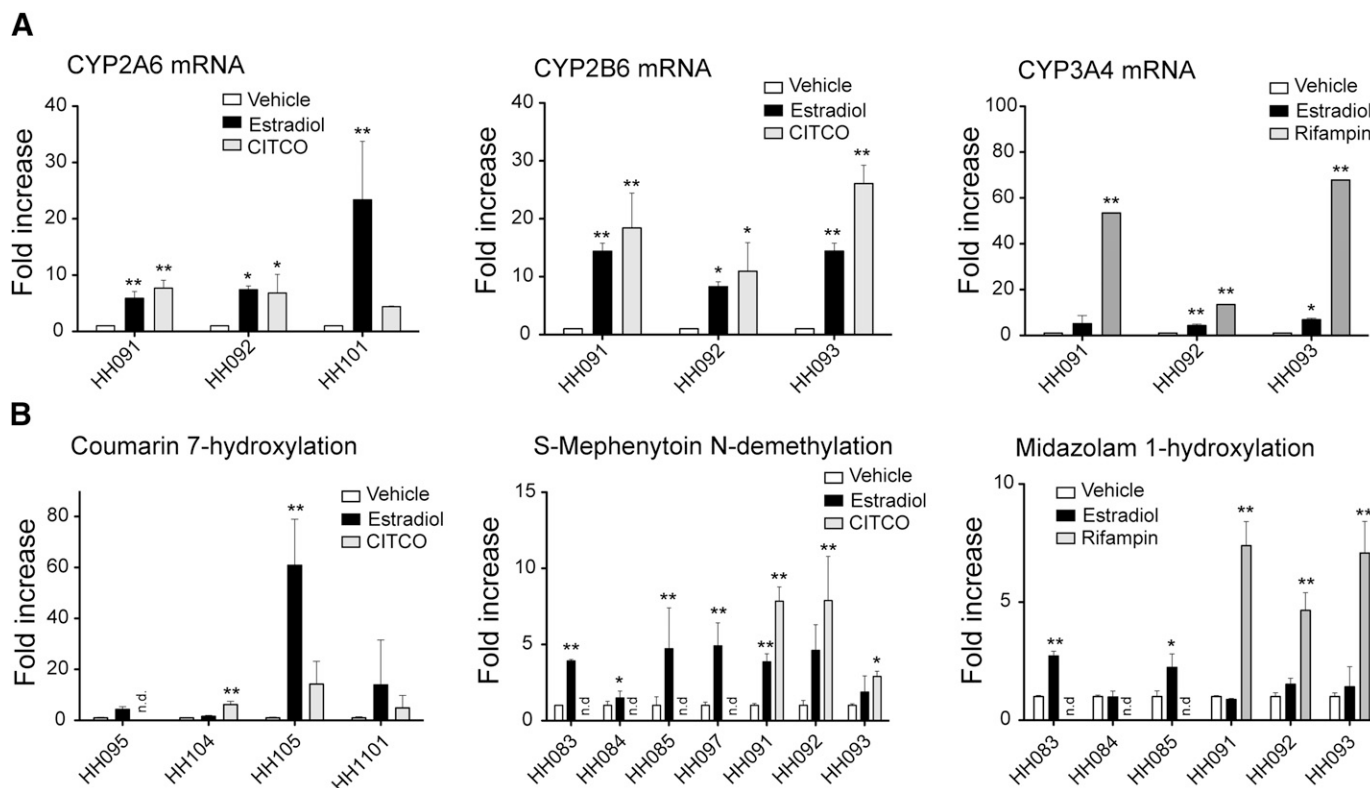 A
CYP2A6 mRNA
Vehicle
Estradiol
CITCO
Fold increase
40
30
20
10
0
**
**
*
*
**
HH091
HH092
HH101
CYP2B6 mRNA
Vehicle
Estradiol
CITCO
Fold increase
40
30
20
10
0
**
**
*
*
**
**
HH091
HH092
HH093
CYP3A4 mRNA
Vehicle
Estradiol
Rifampin
Fold increase
100
80
60
40
20
0
**
**
**
*
**
HH091
HH092
HH093
B
Coumarin 7-hydroxylation
Vehicle
Estradiol
CITCO
Fold increase
80
60
40
20
0
n.d.
**
**
HH095
HH104
HH105
HH1101
S-Mephenytoin N-demethylation
Vehicle
Estradiol
CITCO
Fold increase
15
10
5
0
**
n.d
*
n.d
**
n.d
**
n.d
**
**
**
*
HH083
HH084
HH085
HH097
HH091
HH092
HH093
Midazolam 1-hydroxylation
Vehicle
Estradiol
Rifampin
Fold increase
10
5
0
**
n.d
n.d
*
n.d
**
**
**
HH083
HH084
HH085
HH091
HH092
HH093